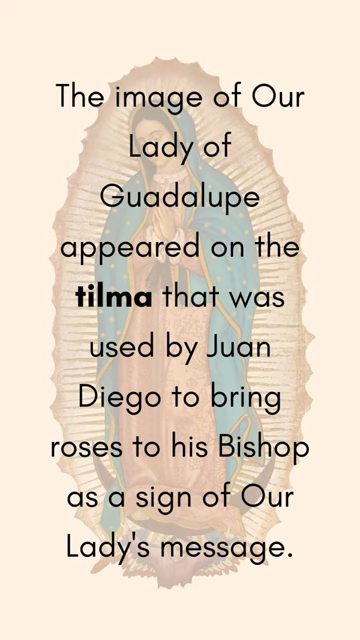 The image of Our
Lady of
Guadalupe
appeared on the
tilma that was
used by Juan
Diego to bring
roses to his Bishop
as a sign of Our
Lady's message.